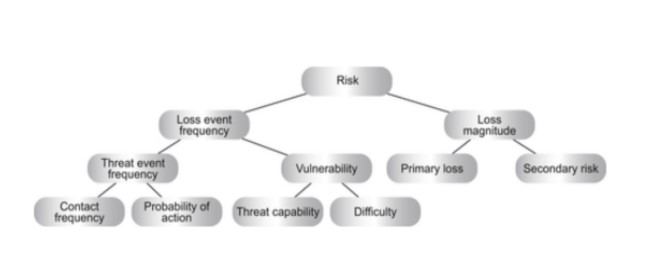 Risk
Loss event
frequency
Loss
magnitude
Threat event
frequency
Vulnerability
Primary loss
Secondary risk
Contact
frequency
Probability of
action
Threat capability
Difficulty